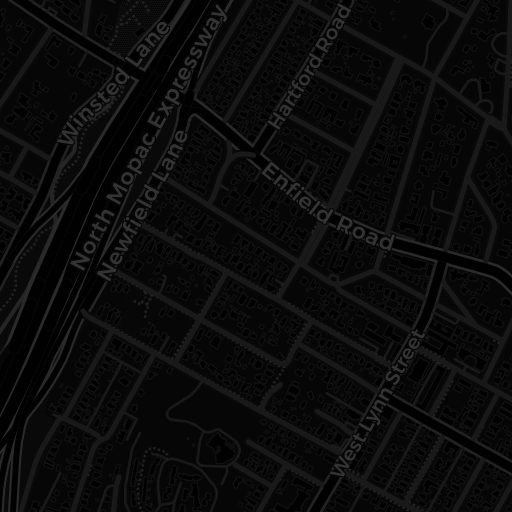 Winsted Lane
North Mopac Expressway
Newfield Lane
Hartford Road
Enfield Road
West Lynn Street